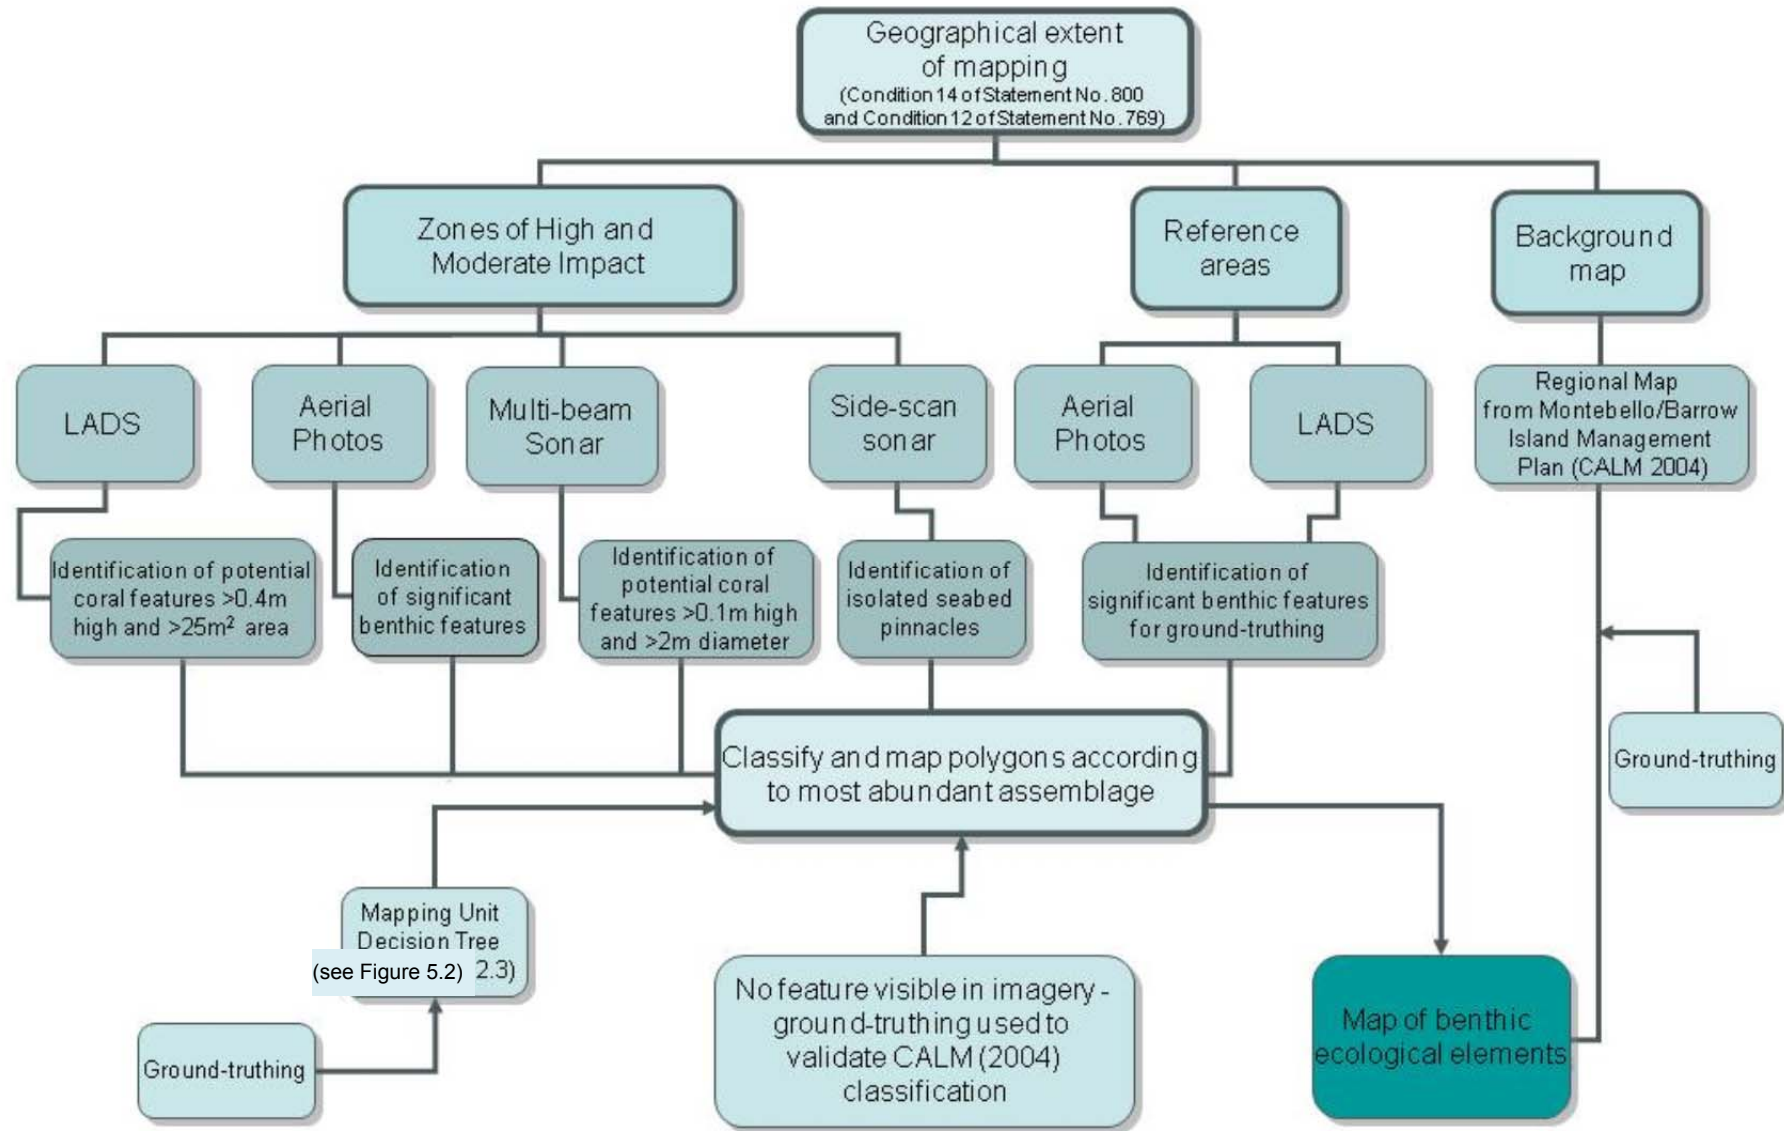 Geographical extent
of mapping
(Condition 14 of Statement No. 800
and Condition 12 of Statement No. 769)
Zones of High and
Moderate Impact
Reference
areas
Background
map
LADS
Aerial
Photos
Multi-beam
Sonar
Side-scan
sonar
Aerial
Photos
LADS
Regional Map
from Montebello/Barrow
Island Management
Plan (CALM 2004)
Identification of potential
coral features >0.4m
high and >25m² area
Identification
of significant
benthic features
Identification of
potential coral
features >0.1m high
and >2m diameter
Identification of
isolated seabed
pinnacles
Identification of
significant benthic features
for ground-truthing
Classify and map polygons according
to most abundant assemblage
Ground-truthing
Mapping Unit
Decision Tree
(see Figure 5.2) 2.3)
Ground-truthing
No feature visible in imagery -
ground-truthing used to
validate CALM (2004)
classification
Map of benthic
ecological elements